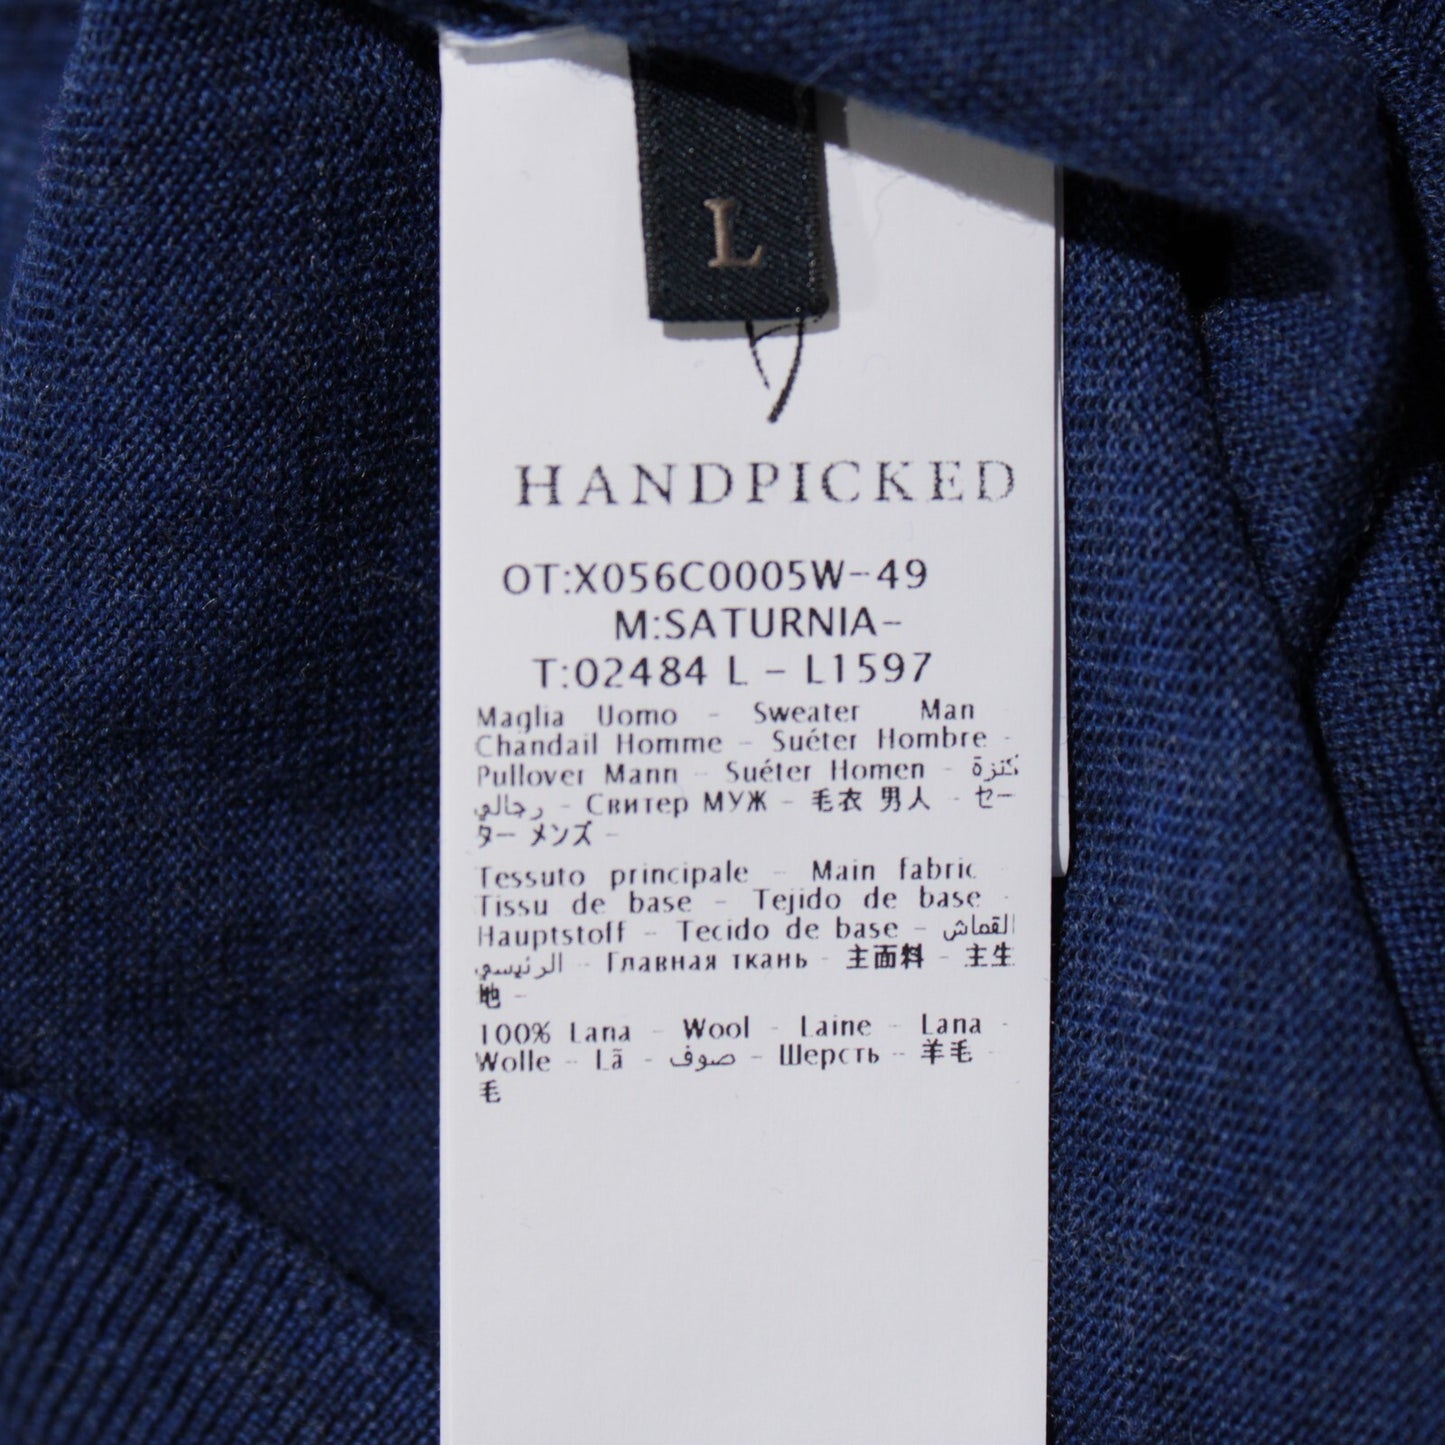 L
HANDPICKED
OT:X056C0005W-49
M:SATURNIA-
T:02484 L - L1597
Maglia Uomo - Sweater Man -
Chandail Homme - Suéter Hombre -
Pullover Mann - Suéter Homen - كنزة
رجالي - Свитер МУЖ - 毛衣 男人 - セー
ター メンズ -
Tessuto principale - Main fabric
Tissu de base - Tejido de base -
Hauptstoff - Tecido de base - القماش
الرئيسي - Главная ткань - 主面料 - 主生
地 -
100% Lana - Wool - Laine - Lana -
Wolle - Lã - صوف - Шерсть - 羊毛 -
毛